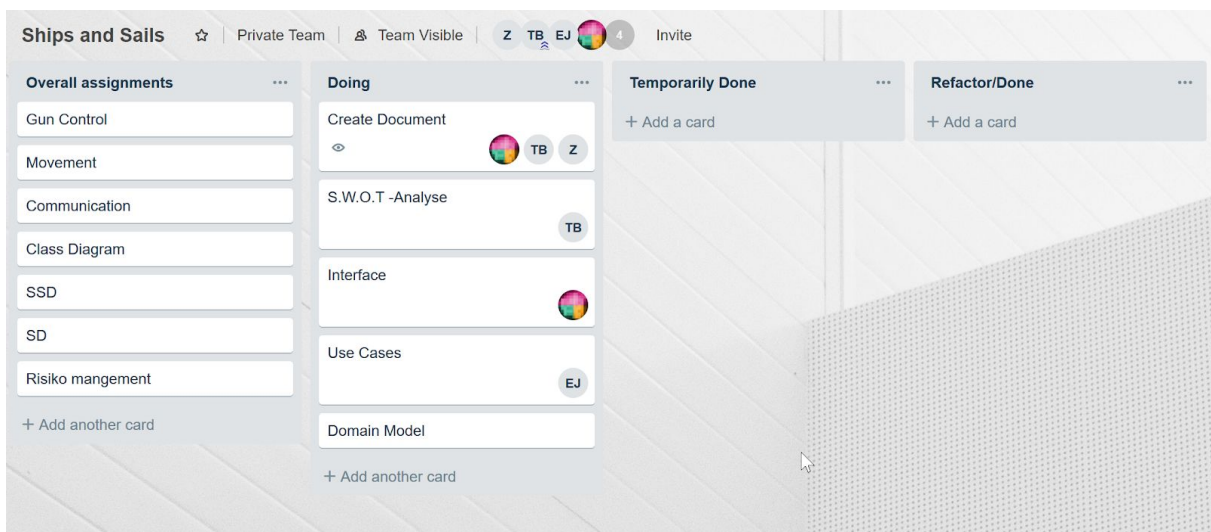 Ships and Sails Private Team Team Visible Z TB EJ 4 Invite
Overall assignments
Gun Control
Movement
Communication
Class Diagram
SSD
SD
Risiko mangement
+ Add another card
Doing
Create Document
TB Z
S.W.O.T -Analyse
TB
Interface
Use Cases
EJ
Domain Model
+ Add another card
Temporarily Done
+ Add a card
Refactor/Done
+ Add a card